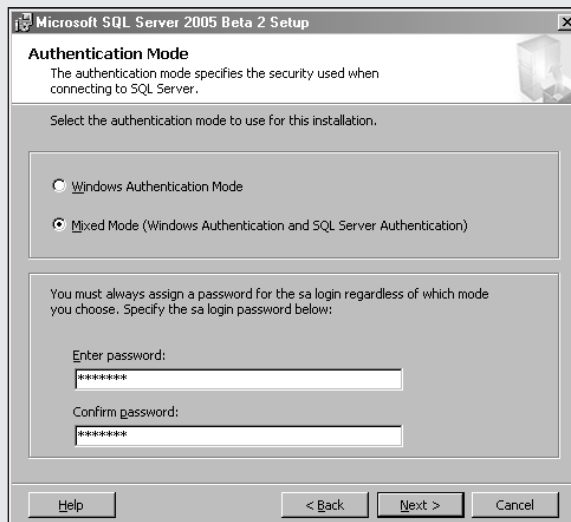 Microsoft SQL Server 2005 Beta 2 Setup
Authentication Mode
The authentication mode specifies the security used when
connecting to SQL Server.
Select the authentication mode to use for this installation.
Windows Authentication Mode
Mixed Mode (Windows Authentication and SQL Server Authentication)
You must always assign a password for the sa login regardless of which mode
you choose. Specify the sa login password below:
Enter password:
*******
Confirm password:
*******
Help
< Back
Next >
Cancel